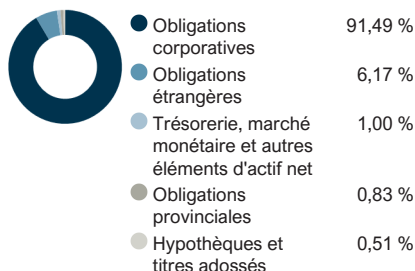 Obligations 91,49 %
corporatives
Obligations 6,17 %
étrangères
Trésorerie, marché 1,00 %
monétaire et autres
éléments d'actif net
Obligations 0,83 %
provinciales
Hypothèques et 0,51 %
titres adossés